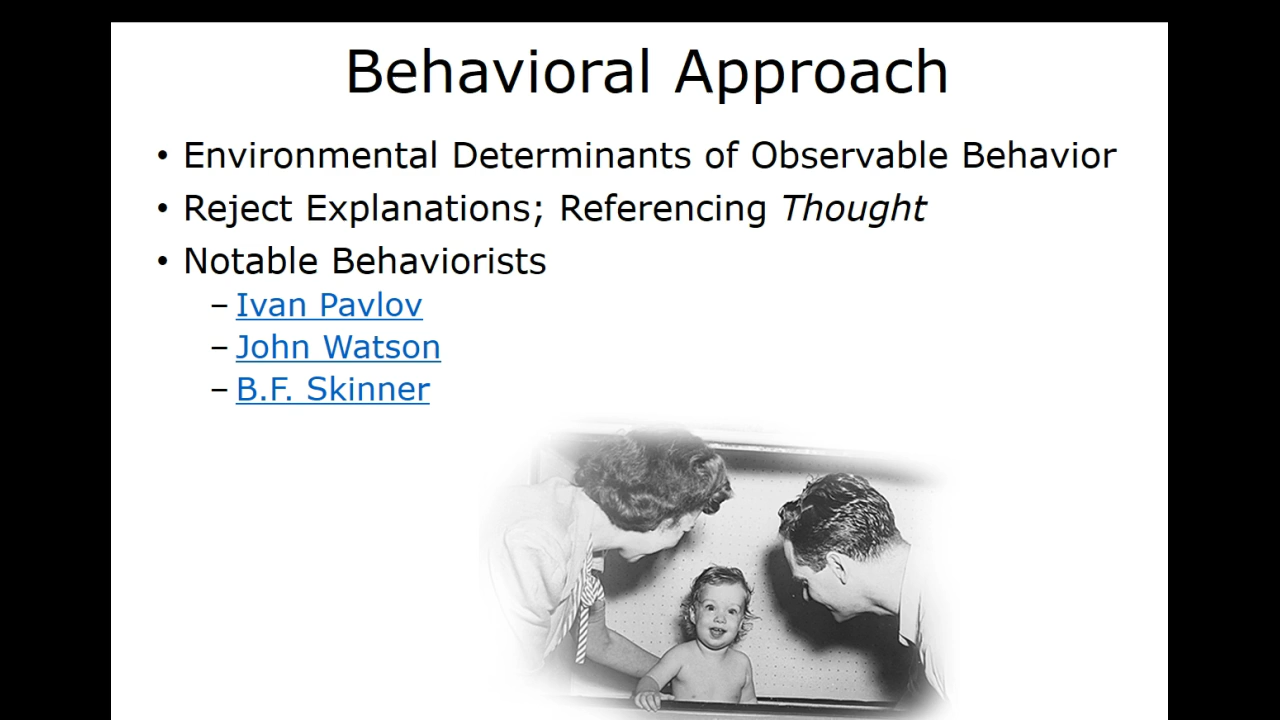 Behavioral Approach
• Environmental Determinants of Observable Behavior
• Reject Explanations; Referencing Thought
• Notable Behaviorists
– Ivan Pavlov
– John Watson
– B.F. Skinner